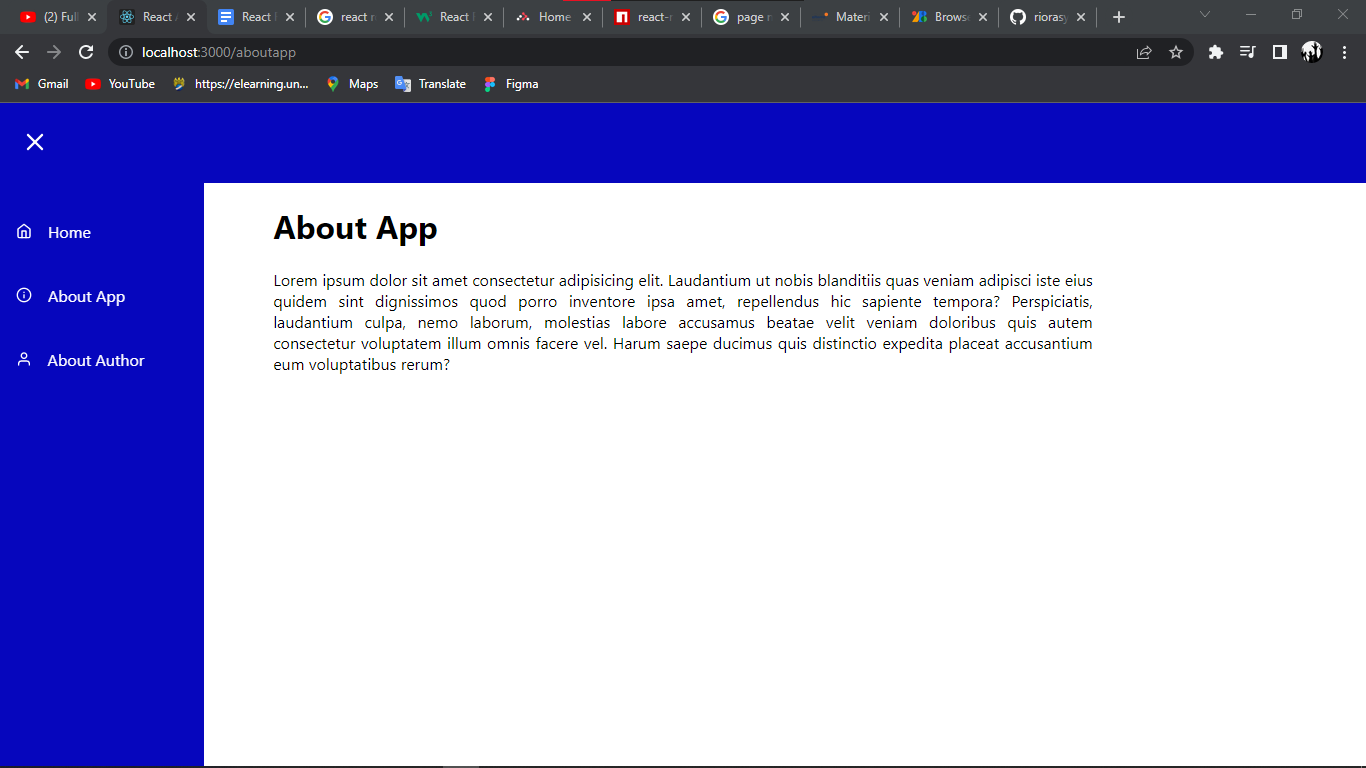 (2) Full
React A
React F
react r
React
Home
react-r
page r
Materi
Brows
riorasy
localhost:3000/aboutapp
Gmail
YouTube
https://elearning.un...
Maps
Translate
Figma
Home
About App
About Author
About App
Lorem ipsum dolor sit amet consectetur adipisicing elit. Laudantium ut nobis blanditiis quas veniam adipisci iste eius
quidem sint dignissimos quod porro inventore ipsa amet, repellendus hic sapiente tempora? Perspiciatis,
laudantium culpa, nemo laborum, molestias labore accusamus beatae velit veniam doloribus quis autem
consectetur voluptatem illum omnis facere vel. Harum saepe ducimus quis distinctio expedita placeat accusantium
eum voluptatibus rerum?